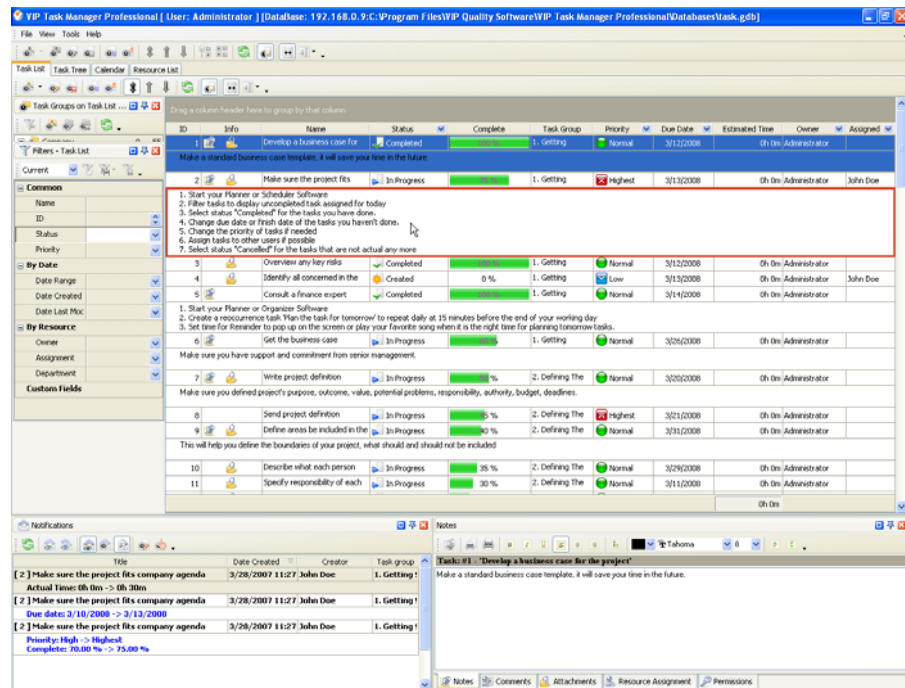 VIP Task Manager Professional [ User: Administrator ] [DataBase: 192.168.0.9:C:\Program Files\VIP Quality Software\VIP Task Manager Professional\Databases\task.gdb]
File View Tools Help
Task List Task Tree Calendar Resource List
Task Groups on Task List ...
Drag a column header here to group by that column
ID Info Name Status Complete Task Group Priority Due Date Estimated Time Owner Assigned
1 Develop a business case for Completed 100 % 1. Getting Normal 3/12/2008 0h 0m Administrator
Make a standard business case template, it will save your time in the future.
2 Make sure the project fits In Progress 1. Getting Highest 3/13/2008 0h 0m Administrator John Doe
1. Start your Planner or Scheduler Software
2. Filter tasks to display uncompleted task assigned for today
3. Select status "Completed" for the tasks you have done.
4. Change due date or finish date of the tasks you haven't done.
5. Change the priority of tasks if needed
6. Assign tasks to other users if possible
7. Select status "Cancelled" for the tasks that are not actual any more
3 Overview any key risks Completed 100 % 1. Getting Normal 3/12/2008 0h 0m Administrator
4 Identify all concerned in the Created 0 % 1. Getting Low 3/13/2008 0h 0m Administrator John Doe
5 Consult a finance expert Completed 100 % 1. Getting Normal 3/14/2008 0h 0m Administrator
1. Start your Planner or Organizer Software
2. Create a reoccurrence task 'Plan the task for tomorrow' to repeat daily at 15 minutes before the end of your working day
3. Set time for Reminder to pop up on the screen or play your favorite song when it is the right time for planning tomorrow tasks.
6 Get the business case In Progress 1. Getting Normal 3/26/2008 0h 0m Administrator
Make sure you have support and commitment from senior management.
7 Write project definition In Progress 2. Defining The Normal 3/20/2008 0h 0m Administrator
Make sure you defined project's purpose, outcome, value, potential problems, responsibility, authority, budget, deadlines.
8 Send project definition In Progress 2. Defining The Highest 3/21/2008 0h 0m Administrator
9 Define areas be included in the In Progress 40 % 2. Defining The Normal 3/31/2008 0h 0m Administrator
This will help you define the boundaries of your project, what should and should not be included
10 Describe what each person In Progress 35 % 2. Defining The Normal 3/29/2008 0h 0m Administrator
11 Specify responsibility of each In Progress 30 % 2. Defining The Normal 3/11/2008 0h 0m Administrator
0h 0m
Filters - Task List
Current
Common
Name
ID
Status
Priority
By Date
Date Range
Date Created
Date Last Moc
By Resource
Owner
Assignment
Department
Custom Fields
Notifications
Title Date Created Creator Task group
[ 2 ] Make sure the project fits company agenda 3/28/2007 11:27 John Doe 1. Getting
Actual Time: 0h 0m -> 0h 30m
[ 2 ] Make sure the project fits company agenda 3/28/2007 11:27 John Doe 1. Getting
Due date: 3/10/2008 -> 3/13/2008
[ 2 ] Make sure the project fits company agenda 3/28/2007 11:27 John Doe 1. Getting
Priority: High -> Highest
Complete: 70.00 % -> 75.00 %
Notes
Tahoma 8
Task: #1 - 'Develop a business case for the project'
Make a standard business case template, it will save your time in the future.
Notes Comments Attachments Resource Assignment Permissions